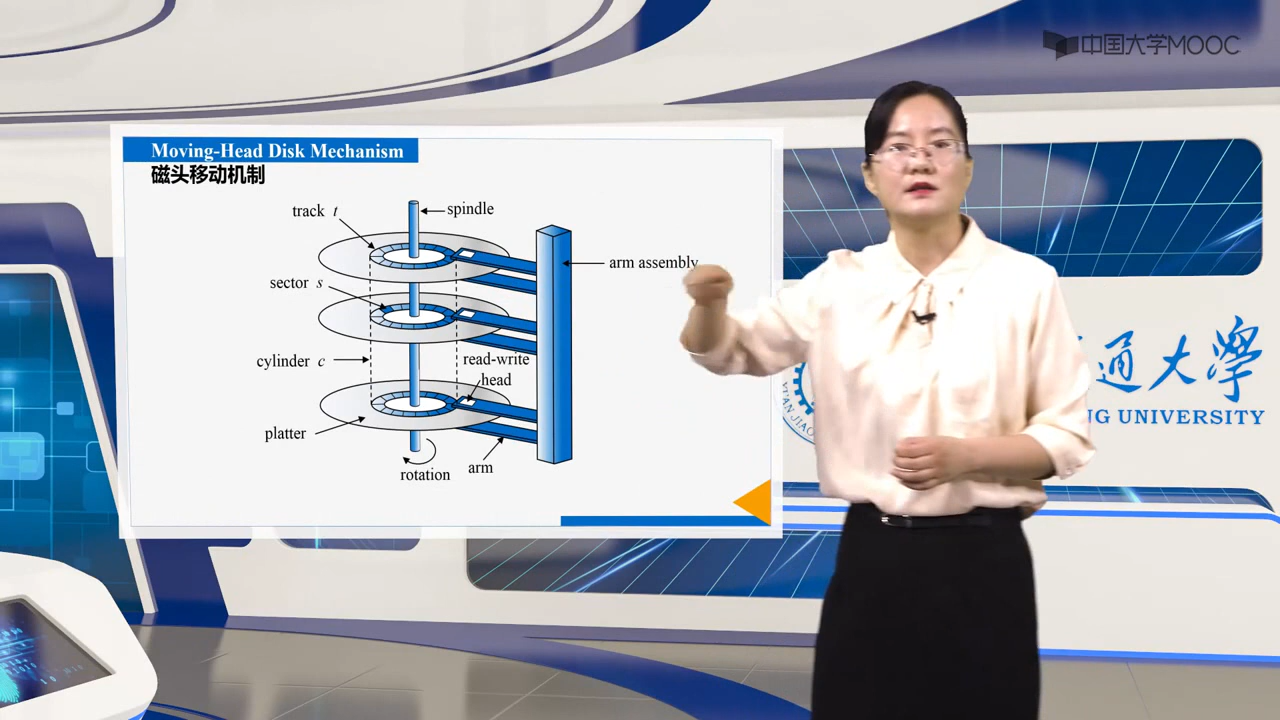 中国大学MOOC
Moving-Head Disk Mechanism
磁头移动机制
track t
spindle
arm assembly
sector s
cylinder c
read-write
head
platter
rotation
arm
通大学
NG UNIVERSITY